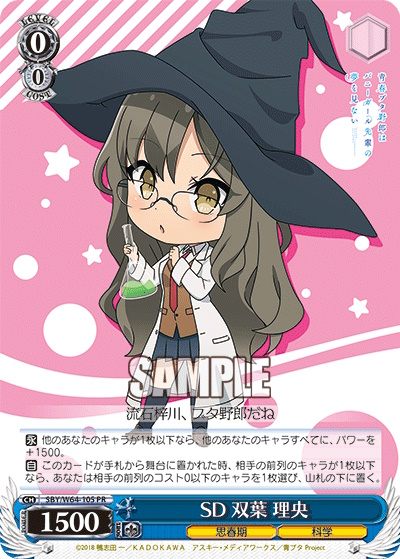 LEVEL
0
0
COST
青春ブタ野郎は
バニーガール先輩の
夢を見ない
SAMPLE
流石梓川、ブタ野郎だね
永 他のあなたのキャラが1枚以下なら、他のあなたのキャラすべてに、パワーを
+1500。
自 このカードが手札から舞台に置かれた時、相手の前列のキャラが1枚以下な
ら、あなたは相手の前列のコスト0以下のキャラを1枚選び、山札の下に置く。
CH SBY/W64-105 PR
POWER
1500
SD 双葉 理央
思春期
科学
©2018 鴨志田 一/KADOKAWA アスキー・メディアワークス/青ブタ Project